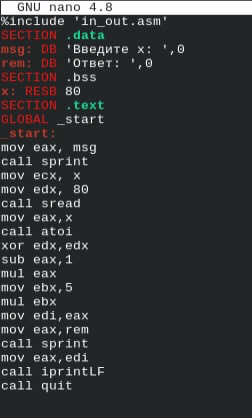 GNU nano 4.8
%include 'in_out.asm'
SECTION .data
msg: DB 'Введите x: ',0
rem: DB 'Ответ: ',0
SECTION .bss
x: RESB 80
SECTION .text
GLOBAL _start
_start:
mov eax, msg
call sprint
mov ecx, x
mov edx, 80
call sread
mov eax,x
call atoi
xor edx,edx
sub eax,1
mul eax
mov ebx,5
mul ebx
mov edi,eax
mov eax,rem
call sprint
mov eax,edi
call iprintLF
call quit